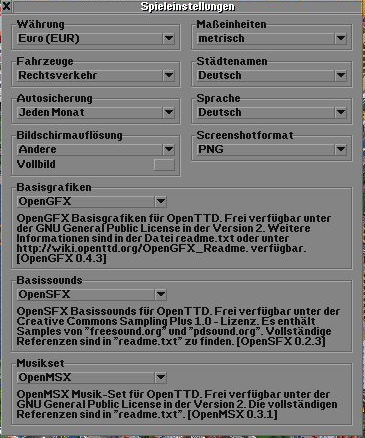 Spieleinstellungen
Währung
Maßeinheiten
Euro (EUR)
metrisch
Fahrzeuge
Städtenamen
Rechtsverkehr
Deutsch
Autosicherung
Sprache
Jeden Monat
Deutsch
Bildschirmauflösung
Screenshotformat
Andere
PNG
Vollbild
Basisgrafiken
OpenGFX
OpenGFX Basisgrafiken für OpenTTD. Frei verfügbar unter
der GNU General Public License in der Version 2. Weitere
Informationen sind in der Datei readme.txt oder unter
http://wiki.openttd.org/OpenGFX_Readme. verfügbar.
[OpenGFX 0.4.3]
Basissounds
OpenSFX
OpenSFX Basissounds für OpenTTD. Frei verfügbar unter der
Creative Commons Sampling Plus 1.0 - Lizenz. Es enthält
Samples von "freesound.org" und "pdsound.org". Vollständige
Referenzen sind in "readme.txt" zu finden. [OpenSFX 0.2.3]
Musikset
OpenMSX
OpenMSX Musik-Set für OpenTTD. Frei verfügbar unter der
GNU General Public License in der Version 2. Die vollständigen
Referenzen sind in "readme.txt". [OpenMSX 0.3.1]